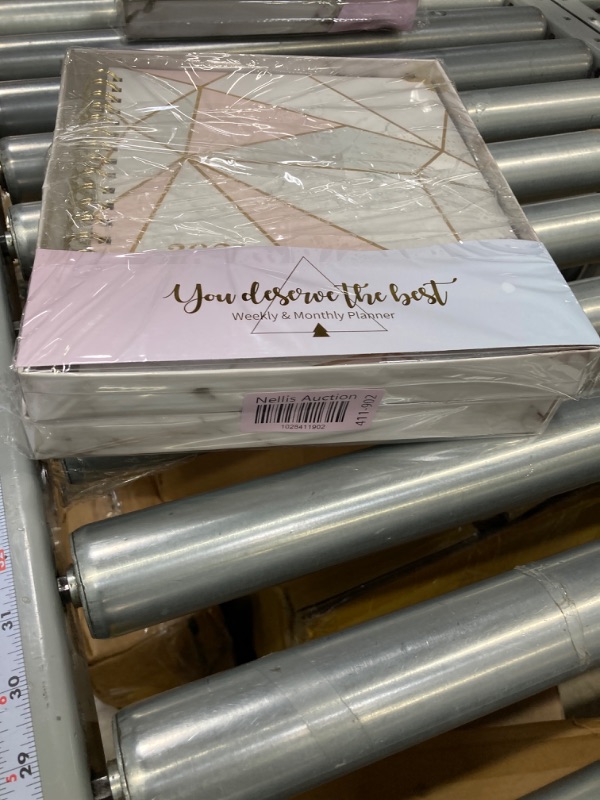 You deserve the best
Weekly & Monthly Planner
Nellis Auction
1025411902
411-902
31
30
29